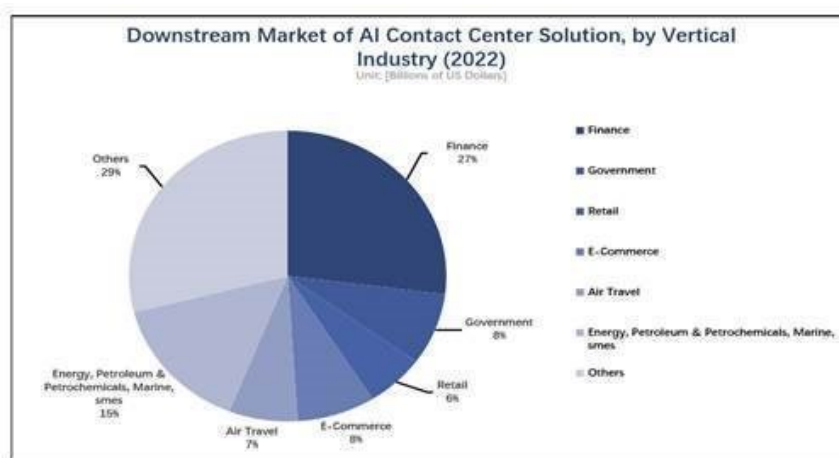 Downstream Market of AI Contact Center Solution, by Vertical
Industry (2022)
Unit: [Billions of US Dollars]
Others
29%
Finance
27%
Government
8%
Retail
6%
E-Commerce
8%
Air Travel
7%
Energy, Petroleum &
Petrochemicals, Marine,
smes
15%
Finance
Government
Retail
E-Commerce
Air Travel
Energy, Petroleum & Petrochemicals, Marine,
smes
Others